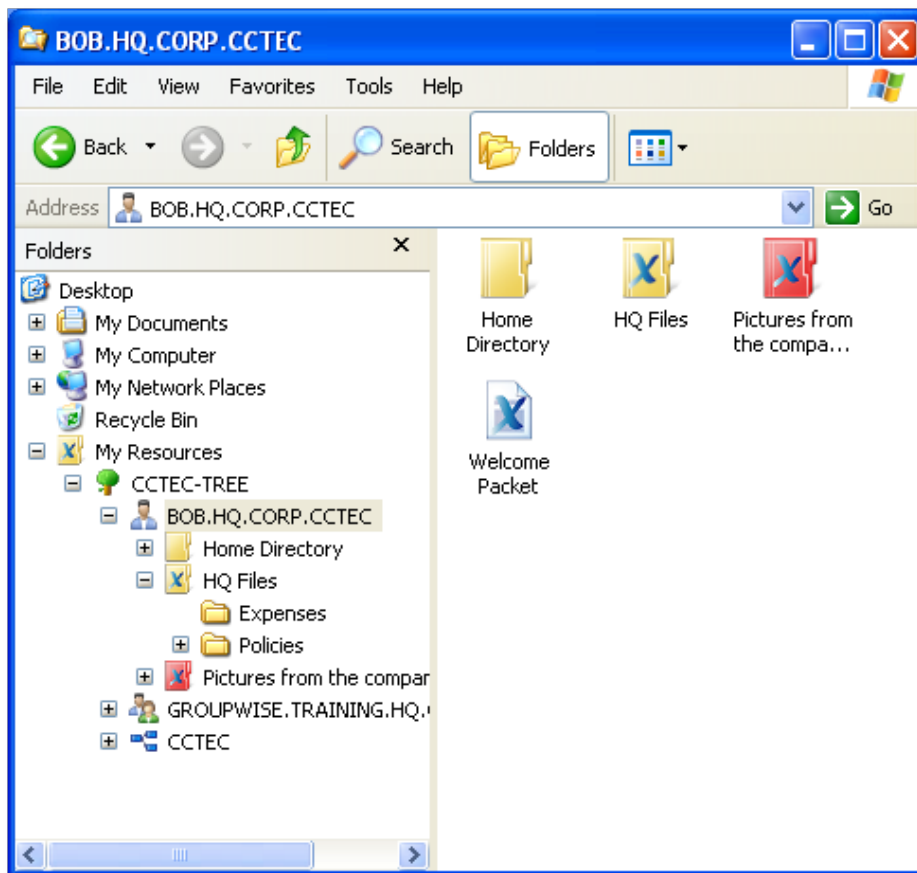 BOB.HQ.CORP.CCTEC
File Edit View Favorites Tools Help
Back Search Folders
Address BOB.HQ.CORP.CCTEC Go
Folders
Desktop
My Documents
My Computer
My Network Places
Recycle Bin
My Resources
CCTEC-TREE
BOB.HQ.CORP.CCTEC
Home Directory
HQ Files
Expenses
Policies
Pictures from the compar
GROUPWISE.TRAINING.HQ.
CCTEC
Home
Directory
HQ Files
Pictures from
the compa...
Welcome
Packet